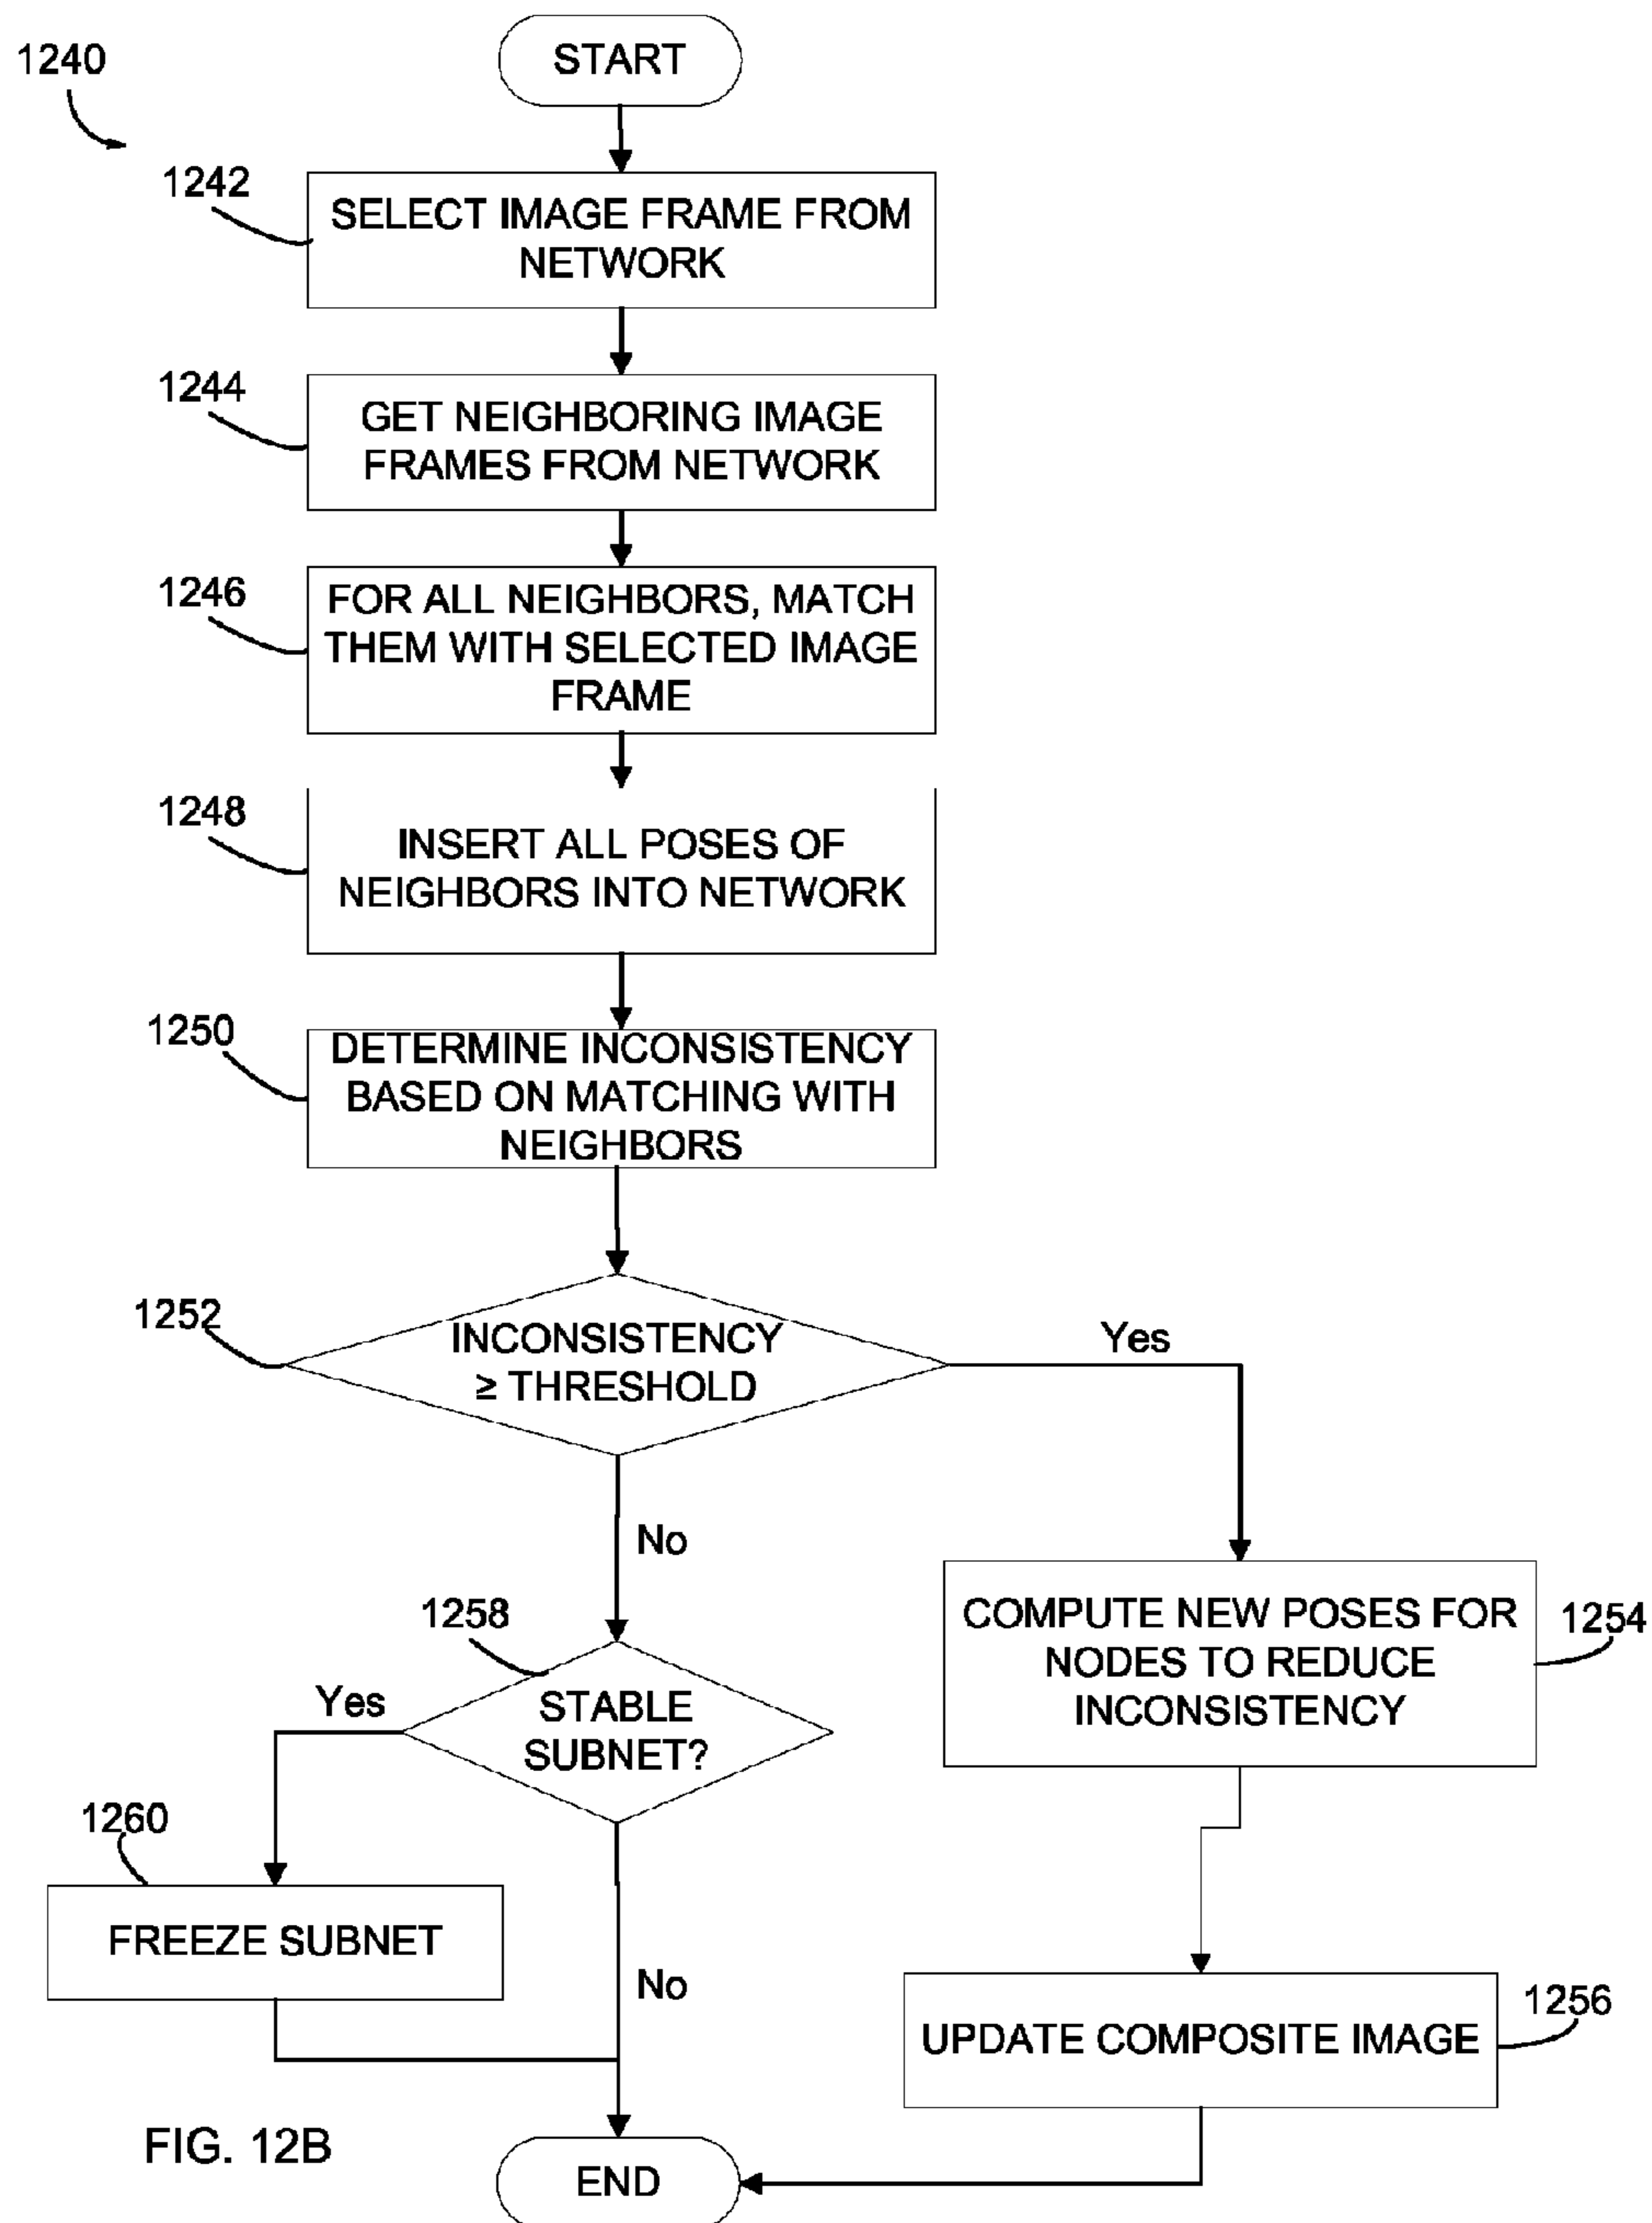 START
1240
1242
SELECT IMAGE FRAME FROM
NETWORK
1244
GET NEIGHBORING IMAGE
FRAMES FROM NETWORK
1246
FOR ALL NEIGHBORS, MATCH
THEM WITH SELECTED IMAGE
FRAME
1248
INSERT ALL POSES OF
NEIGHBORS INTO NETWORK
1250
DETERMINE INCONSISTENCY
BASED ON MATCHING WITH
NEIGHBORS
1252
INCONSISTENCY
≥ THRESHOLD
Yes
No
1258
STABLE
SUBNET?
Yes
1254
COMPUTE NEW POSES FOR
NODES TO REDUCE
INCONSISTENCY
1260
FREEZE SUBNET
No
1256
UPDATE COMPOSITE IMAGE
FIG. 12B
END